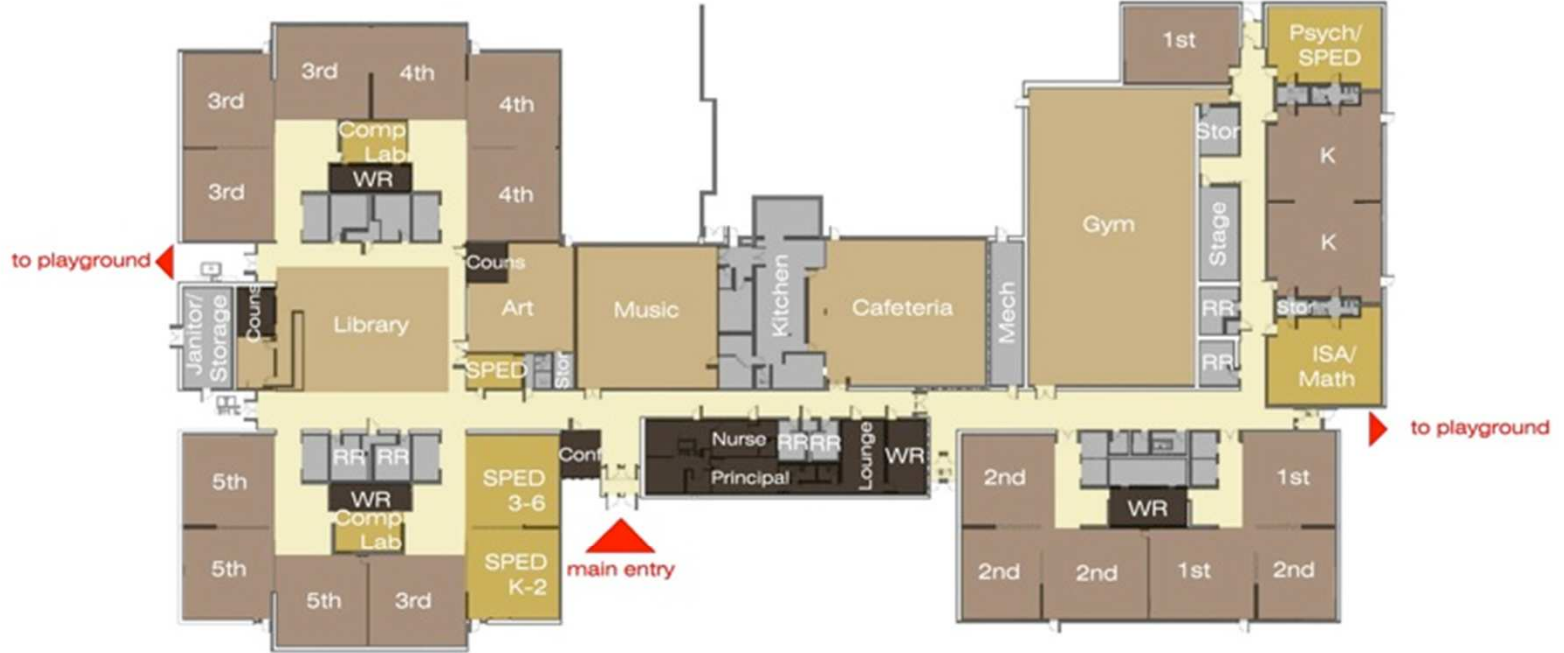 1st
Psych/
SPED
3rd
4th
3rd
4th
Comp
Lab
Stor
K
WR
3rd
4th
Gym
Stage
K
to playground
Couns
Janitor/
Storage
Couns
Library
Art
Music
Kitchen
Cafeteria
Mech
RR
Stor
SPED
Stor
RR
ISA/
Math
to playground
Conf
Nurse
RR
RR
Lounge
WR
Principal
RR
RR
5th
SPED
3-6
2nd
1st
WR
WR
Comp
Lab
5th
SPED
K-2
main entry
2nd
2nd
1st
2nd
5th
3rd